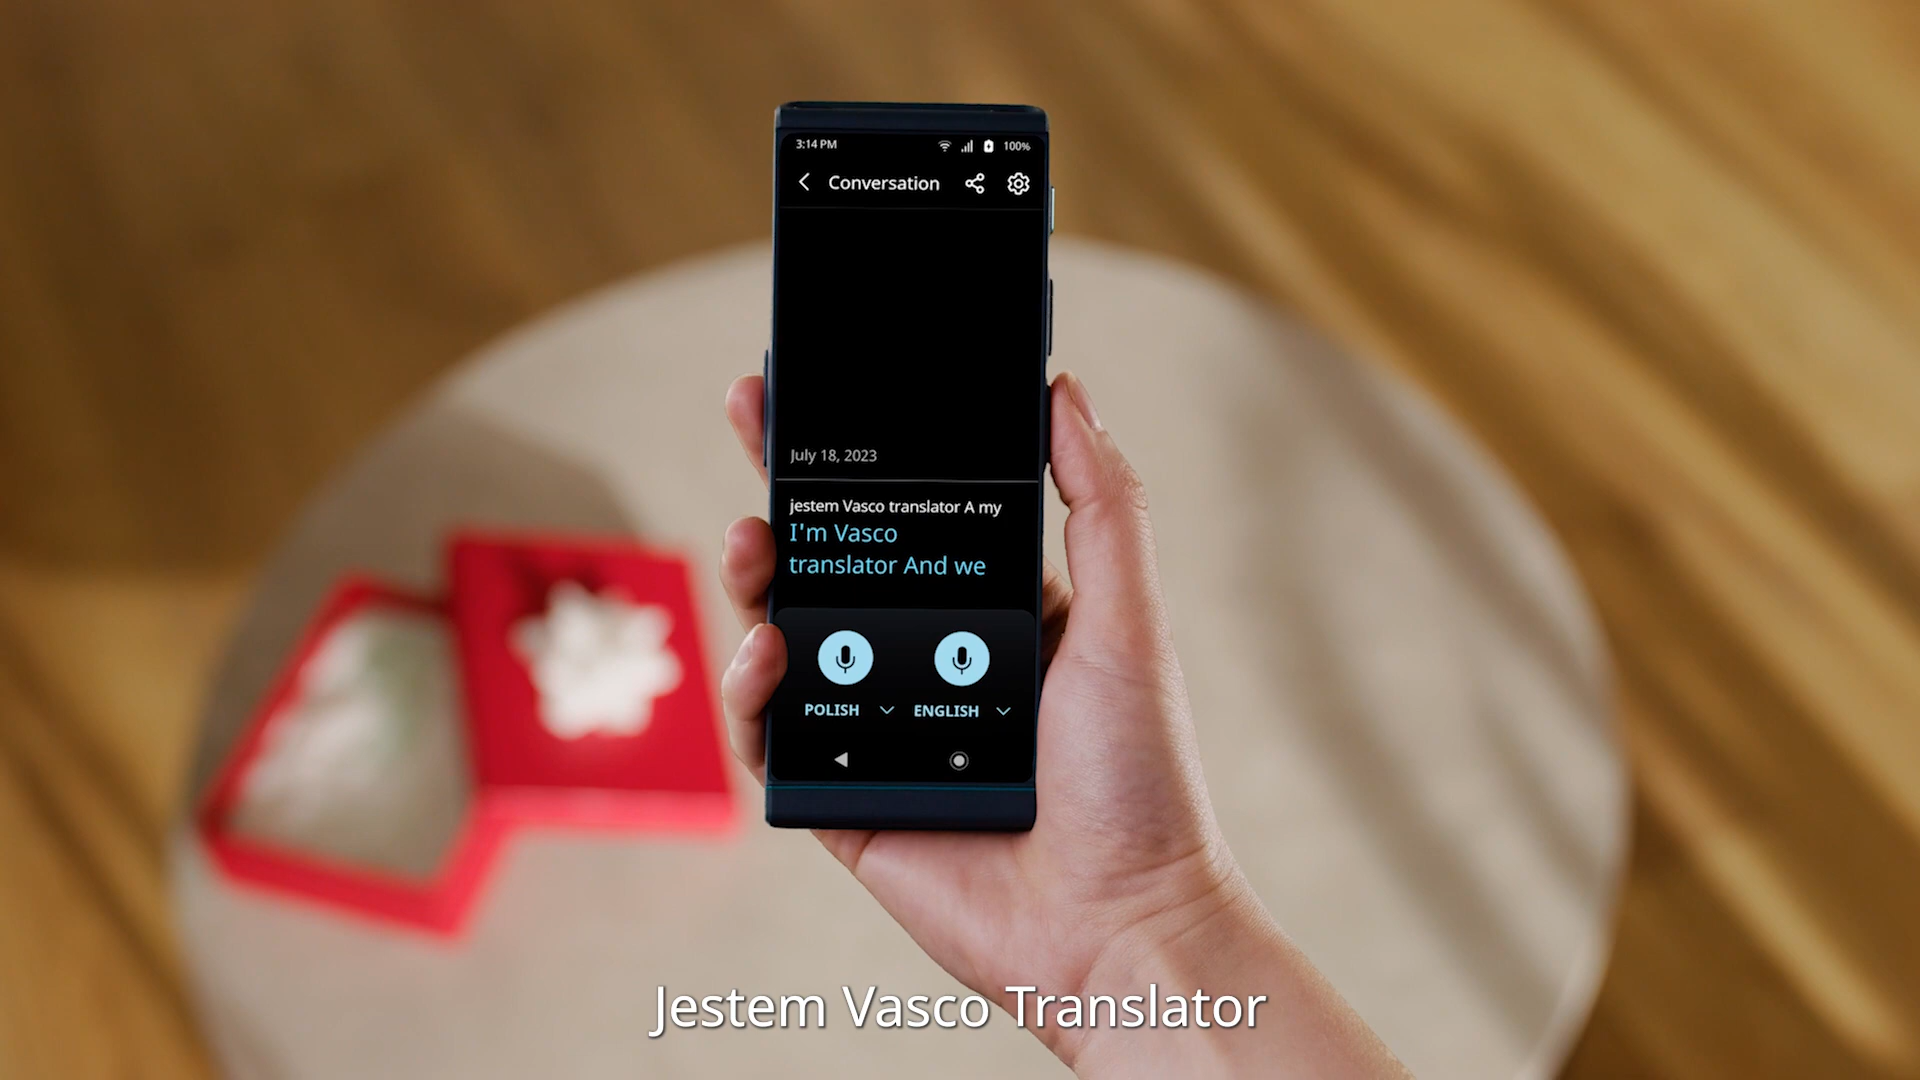 3:14 PM 100%
Conversation
July 18, 2023
jestem Vasco translator A my
I'm Vasco
translator And we
POLISH ENGLISH
Jestem Vasco Translator